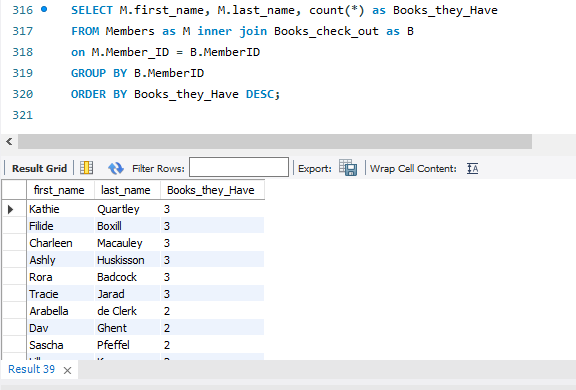 316 SELECT M.first_name, M.last_name, count(*) as Books_they_Have
317 FROM Members as M inner join Books_check_out as B
318 on M.Member_ID = B.MemberID
319 GROUP BY B.MemberID
320 ORDER BY Books_they_Have DESC;
321
Result Grid Filter Rows: Export: Wrap Cell Content: IA
first_name last_name Books_they_Have
Kathie Quartley 3
Filide Boxill 3
Charleen Macauley 3
Ashly Huskisson 3
Rora Badcock 3
Tracie Jarad 3
Arabella de Clerk 2
Dav Ghent 2
Sascha Pfeffel 2
Result 39